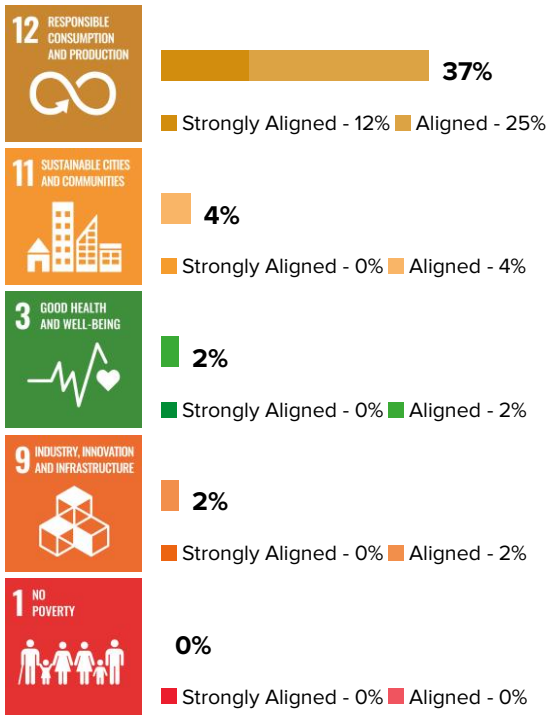 12 RESPONSIBLE
CONSUMPTION
AND PRODUCTION
37%
Strongly Aligned - 12% Aligned - 25%
11 SUSTAINABLE CITIES
AND COMMUNITIES
4%
Strongly Aligned - 0% Aligned - 4%
3 GOOD HEALTH
AND WELL-BEING
2%
Strongly Aligned - 0% Aligned - 2%
9 INDUSTRY, INNOVATION
AND INFRASTRUCTURE
2%
Strongly Aligned - 0% Aligned - 2%
1 NO
POVERTY
0%
Strongly Aligned - 0% Aligned - 0%